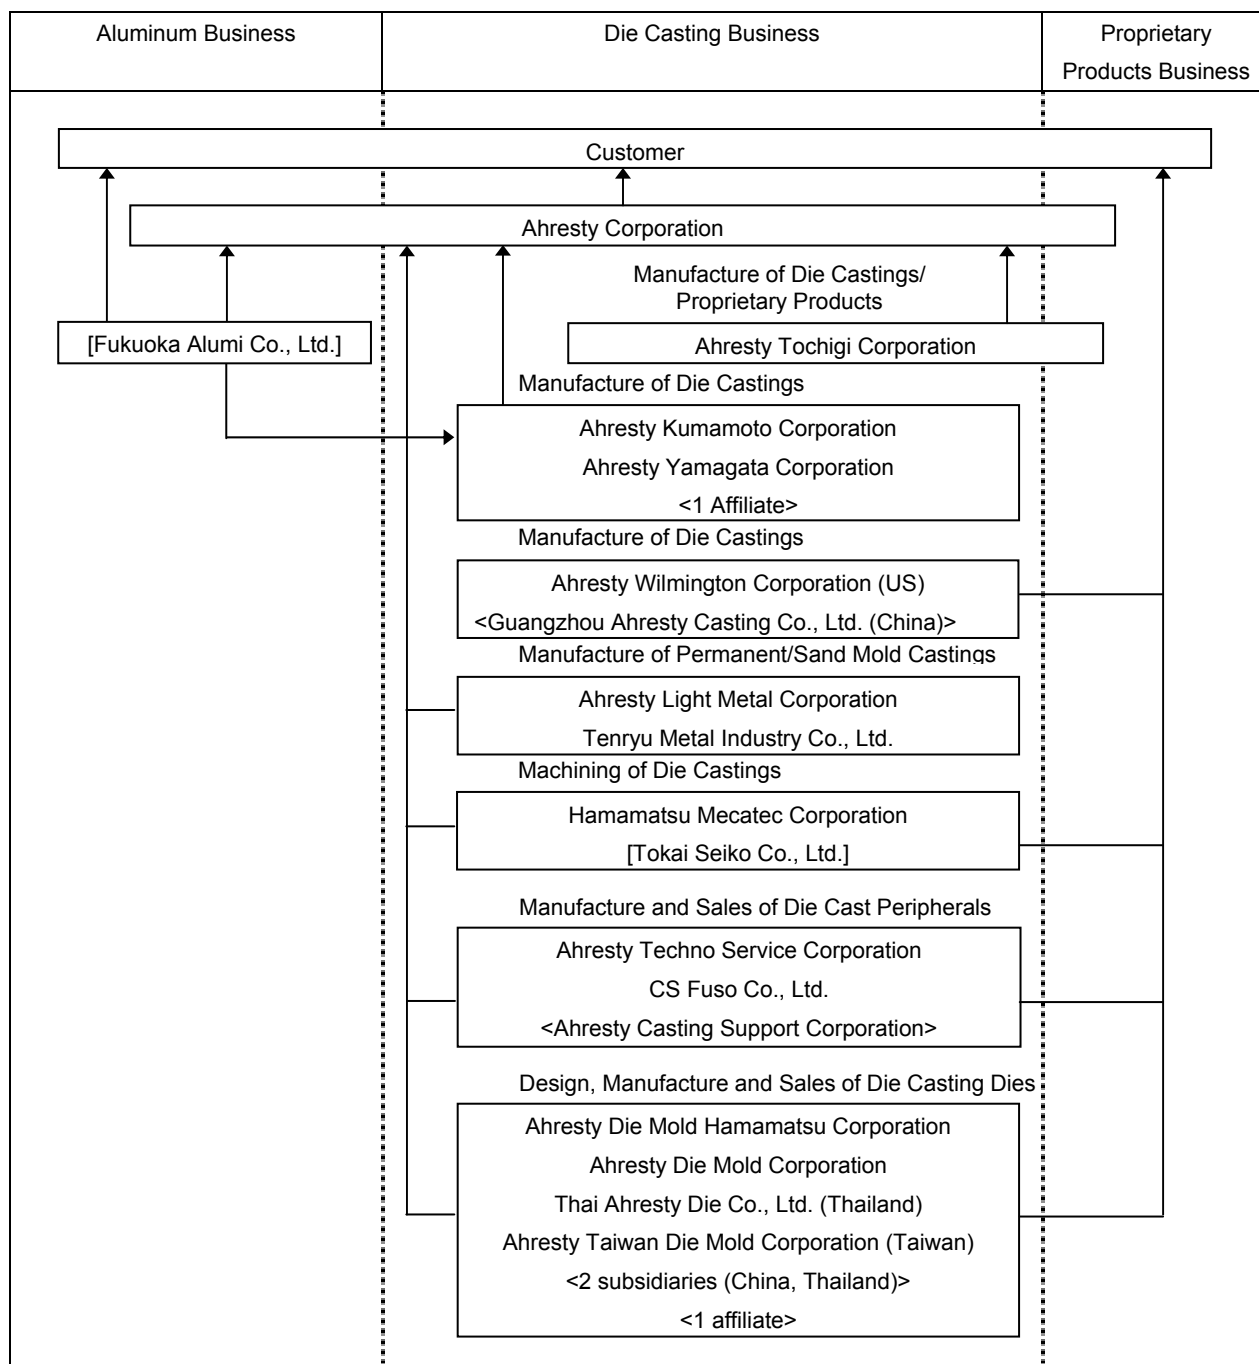 Aluminum Business
Die Casting Business
Proprietary
Products Business
Customer
Ahresty Corporation
Manufacture of Die Castings/
Proprietary Products
[Fukuoka Alumi Co., Ltd.]
Ahresty Tochigi Corporation
Manufacture of Die Castings
Ahresty Kumamoto Corporation
Ahresty Yamagata Corporation
<1 Affiliate>
Manufacture of Die Castings
Ahresty Wilmington Corporation (US)
<Guangzhou Ahresty Casting Co., Ltd. (China)>
Manufacture of Permanent/Sand Mold Castings
Ahresty Light Metal Corporation
Tenryu Metal Industry Co., Ltd.
Machining of Die Castings
Hamamatsu Mecatec Corporation
[Tokai Seiko Co., Ltd.]
Manufacture and Sales of Die Cast Peripherals
Ahresty Techno Service Corporation
CS Fuso Co., Ltd.
<Ahresty Casting Support Corporation>
Design, Manufacture and Sales of Die Casting Dies
Ahresty Die Mold Hamamatsu Corporation
Ahresty Die Mold Corporation
Thai Ahresty Die Co., Ltd. (Thailand)
Ahresty Taiwan Die Mold Corporation (Taiwan)
<2 subsidiaries (China, Thailand)>
<1 affiliate>